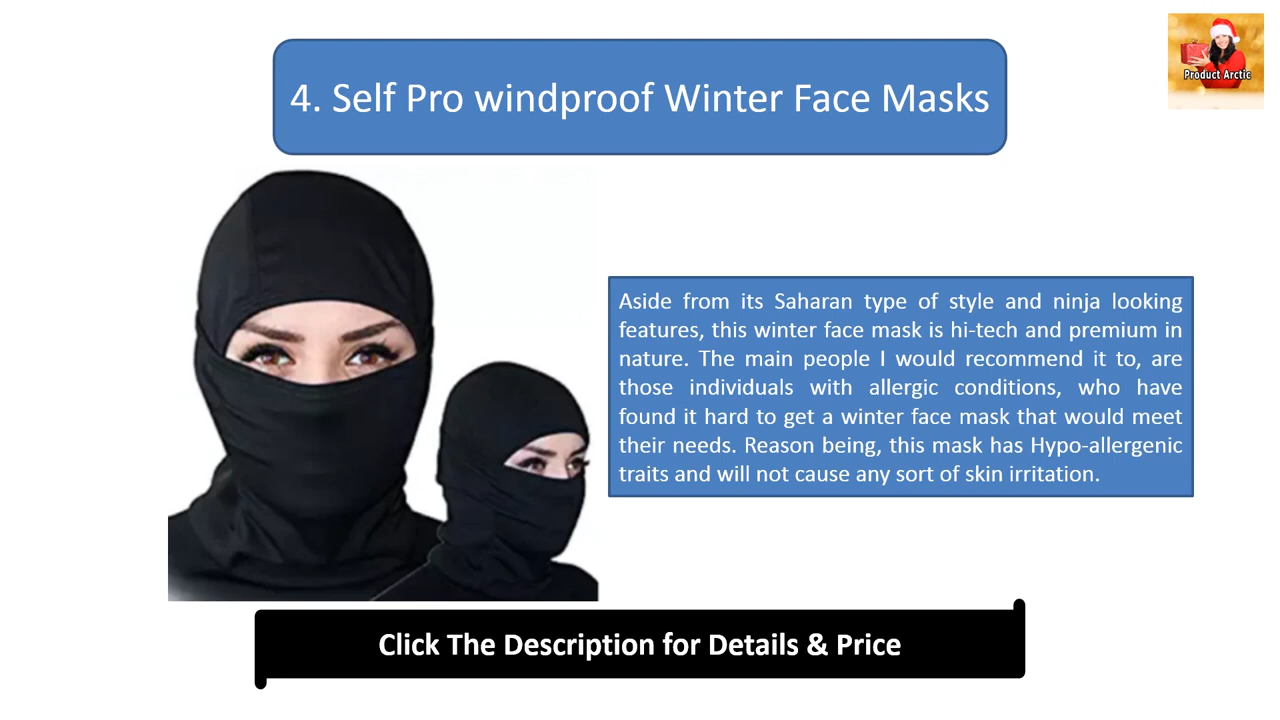 Product Arctic
4. Self Pro windproof Winter Face Masks
Aside from its Saharan type of style and ninja looking
features, this winter face mask is hi-tech and premium in
nature. The main people I would recommend it to, are
those individuals with allergic conditions, who have
found it hard to get a winter face mask that would meet
their needs. Reason being, this mask has Hypo-allergenic
traits and will not cause any sort of skin irritation.
Click The Description for Details & Price